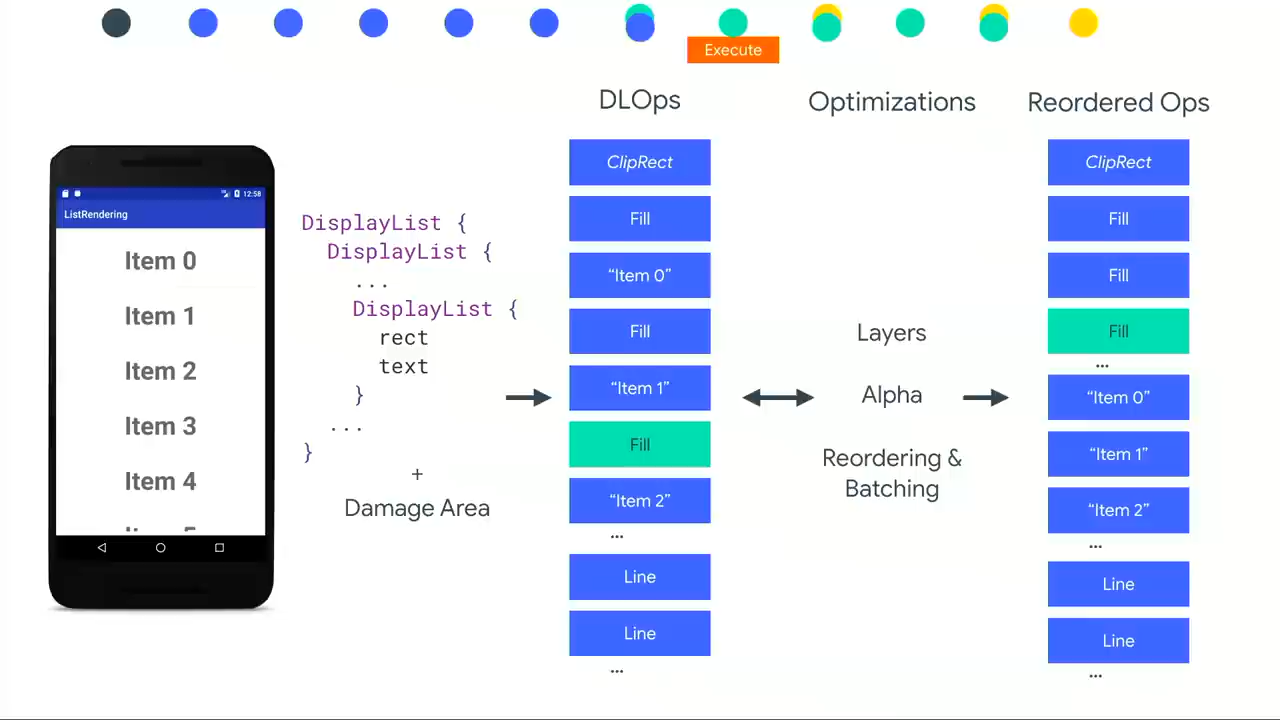 Execute
DLOps
Optimizations
Reordered Ops
12:58
ListRendering
Item 0
Item 1
Item 2
Item 3
Item 4
DisplayList {
DisplayList {
...
DisplayList {
rect
text
}
...
}
+
Damage Area
ClipRect
Fill
“Item 0”
Fill
“Item 1”
Fill
“Item 2”
...
Line
Line
...
Layers
Alpha
Reordering &
Batching
ClipRect
Fill
Fill
Fill
...
“Item 0”
“Item 1”
“Item 2”
...
Line
Line
...